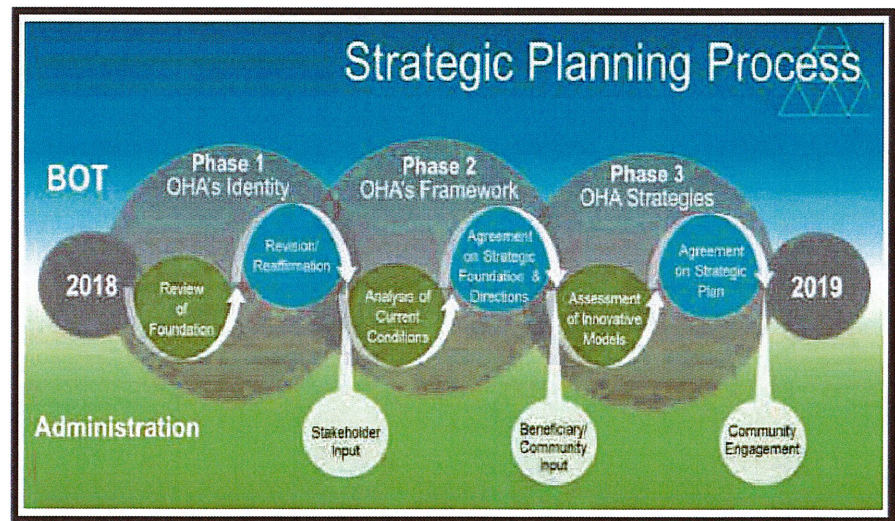 Strategic Planning Process
BOT
Phase 1
OHA's Identity
Phase 2
OHA's Framework
Phase 3
OHA Strategies
2018
Review
of
Foundation
Revision/
Reaffirmation
Analysis of
Current
Conditions
Agreement
on Strategic
Foundation &
Directions
Assessment
of Innovative
Models
Agreement
on Strategic
Plan
2019
Administration
Stakeholder
Input
Beneficiary/
Community
Input
Community
Engagement